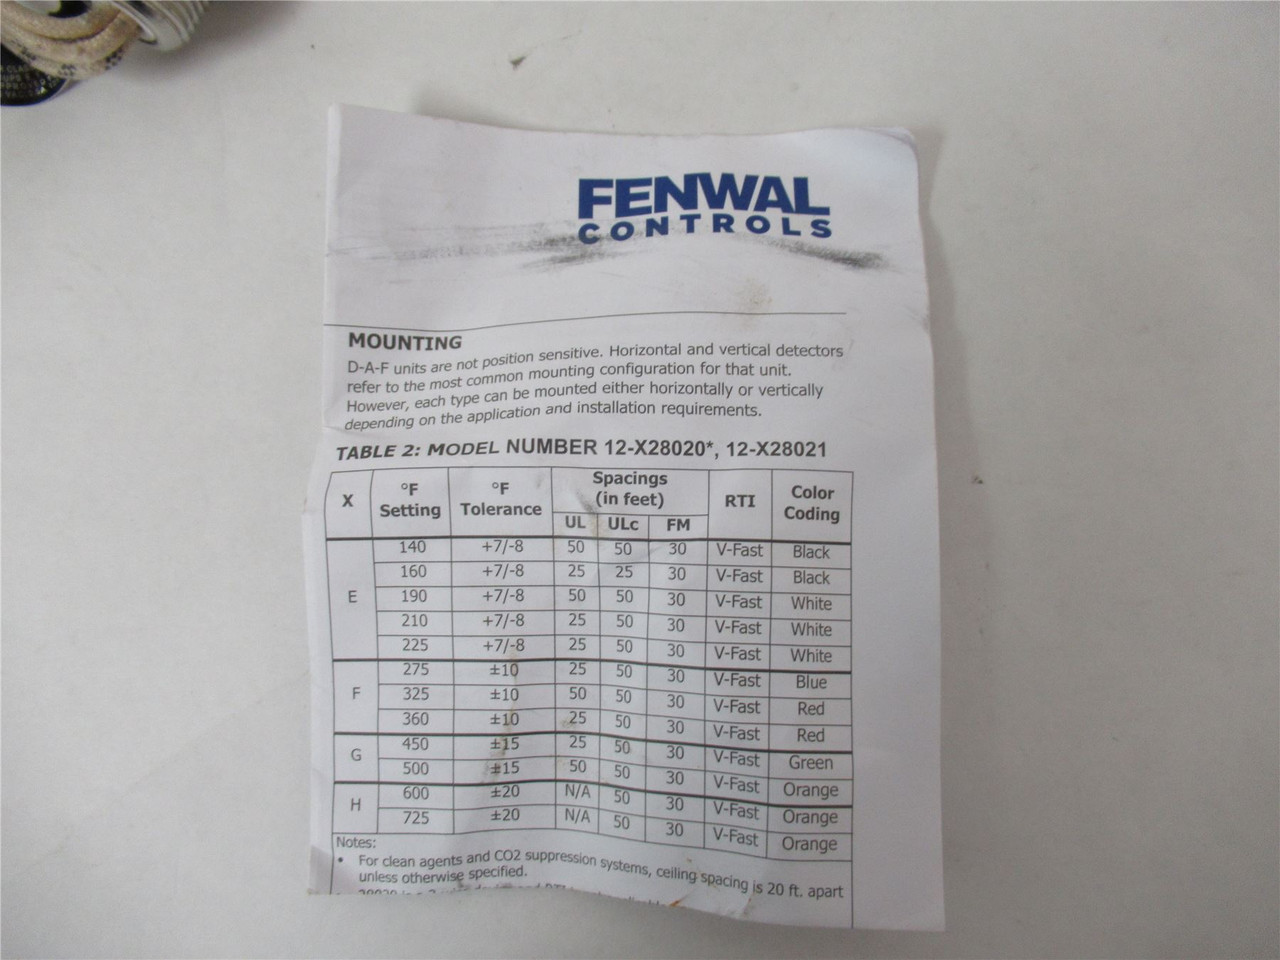 FENWAL
CONTROLS
MOUNTING
D-A-F units are not position sensitive. Horizontal and vertical detectors
refer to the most common mounting configuration for that unit.
However, each type can be mounted either horizontally or vertically
depending on the application and installation requirements.
TABLE 2: MODEL NUMBER 12-X28020*, 12-X28021
X °F Setting °F Tolerance Spacings (in feet) UL ULc FM RTI Color Coding
E 140 +7/-8 50 50 30 V-Fast Black
160 +7/-8 25 25 30 V-Fast Black
190 +7/-8 50 50 30 V-Fast White
210 +7/-8 25 50 30 V-Fast White
225 +7/-8 25 50 30 V-Fast White
F 275 ±10 25 50 30 V-Fast Blue
325 ±10 50 50 30 V-Fast Red
360 ±10 25 50 30 V-Fast Red
G 450 ±15 25 50 30 V-Fast Green
500 ±15 50 50 30 V-Fast Orange
H 600 ±20 N/A 50 30 V-Fast Orange
725 ±20 N/A 50 30 V-Fast Orange
Notes:
• For clean agents and CO2 suppression systems, ceiling spacing is 20 ft. apart
unless otherwise specified.